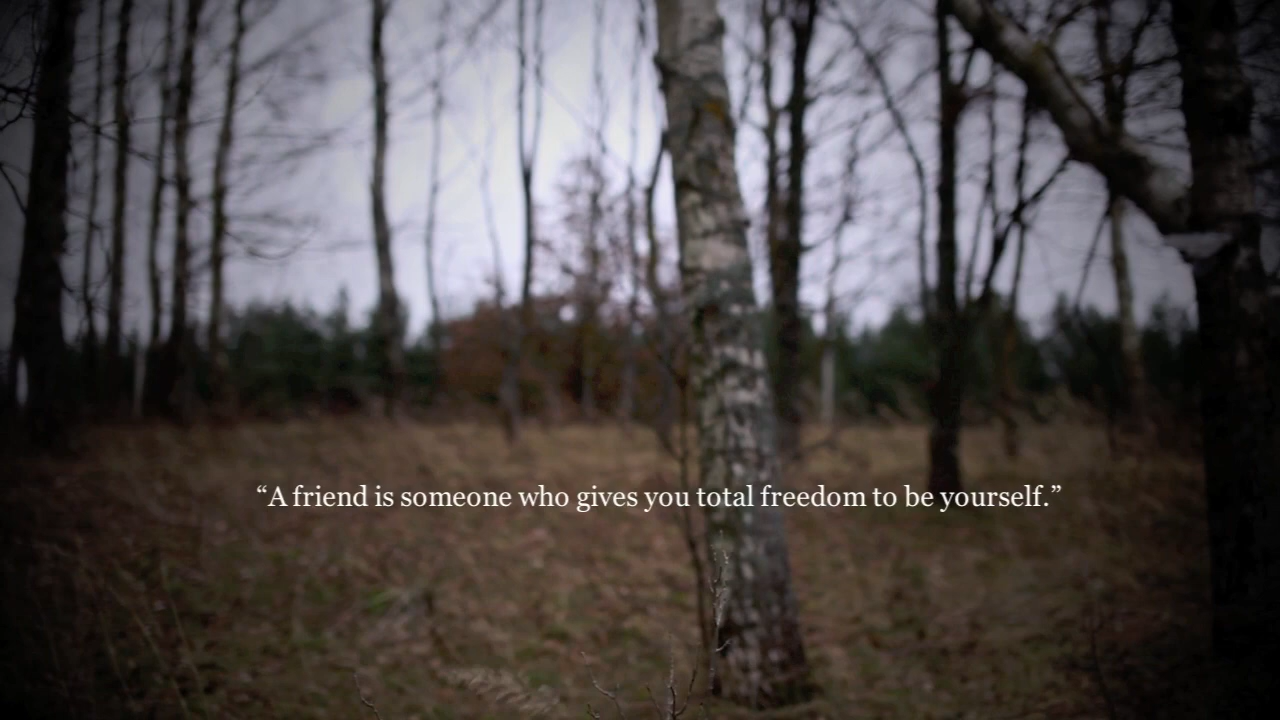 “A friend is someone who gives you total freedom to be yourself.”